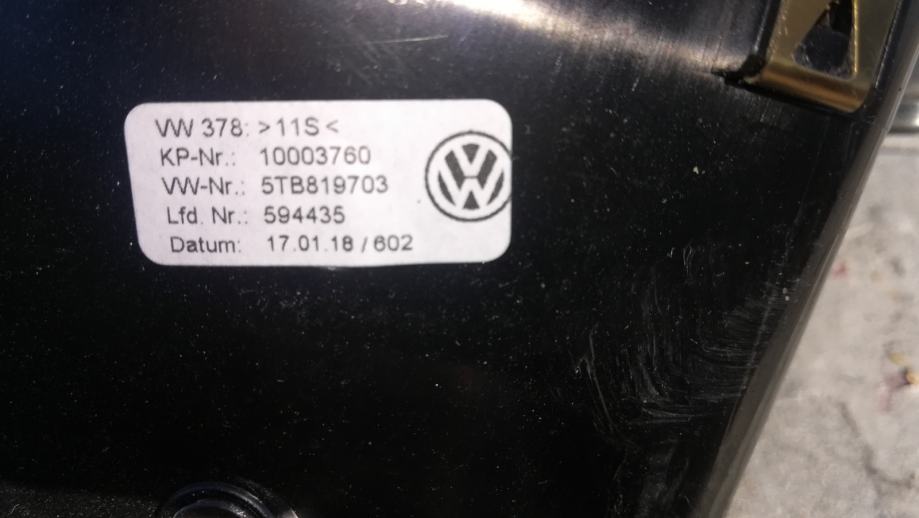 VW 378: >11S<
KP-Nr.: 10003760
VW-Nr.: 5TB819703
Lfd. Nr.: 594435
Datum: 17.01.18 / 602